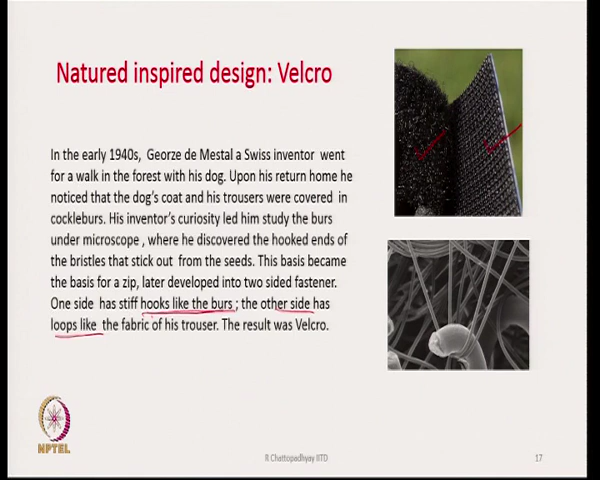 Natured inspired design: Velcro
In the early 1940s, Georze de Mestal a Swiss inventor went
for a walk in the forest with his dog. Upon his return home he
noticed that the dog's coat and his trousers were covered in
cockleburs. His inventor's curiosity led him study the burs
under microscope , where he discovered the hooked ends of
the bristles that stick out from the seeds. This basis became
the basis for a zip, later developed into two sided fastener.
One side has stiff hooks like the burs ; the other side has
loops like the fabric of his trouser. The result was Velcro.
NPTEL
R Chattopadhyay IITD
17